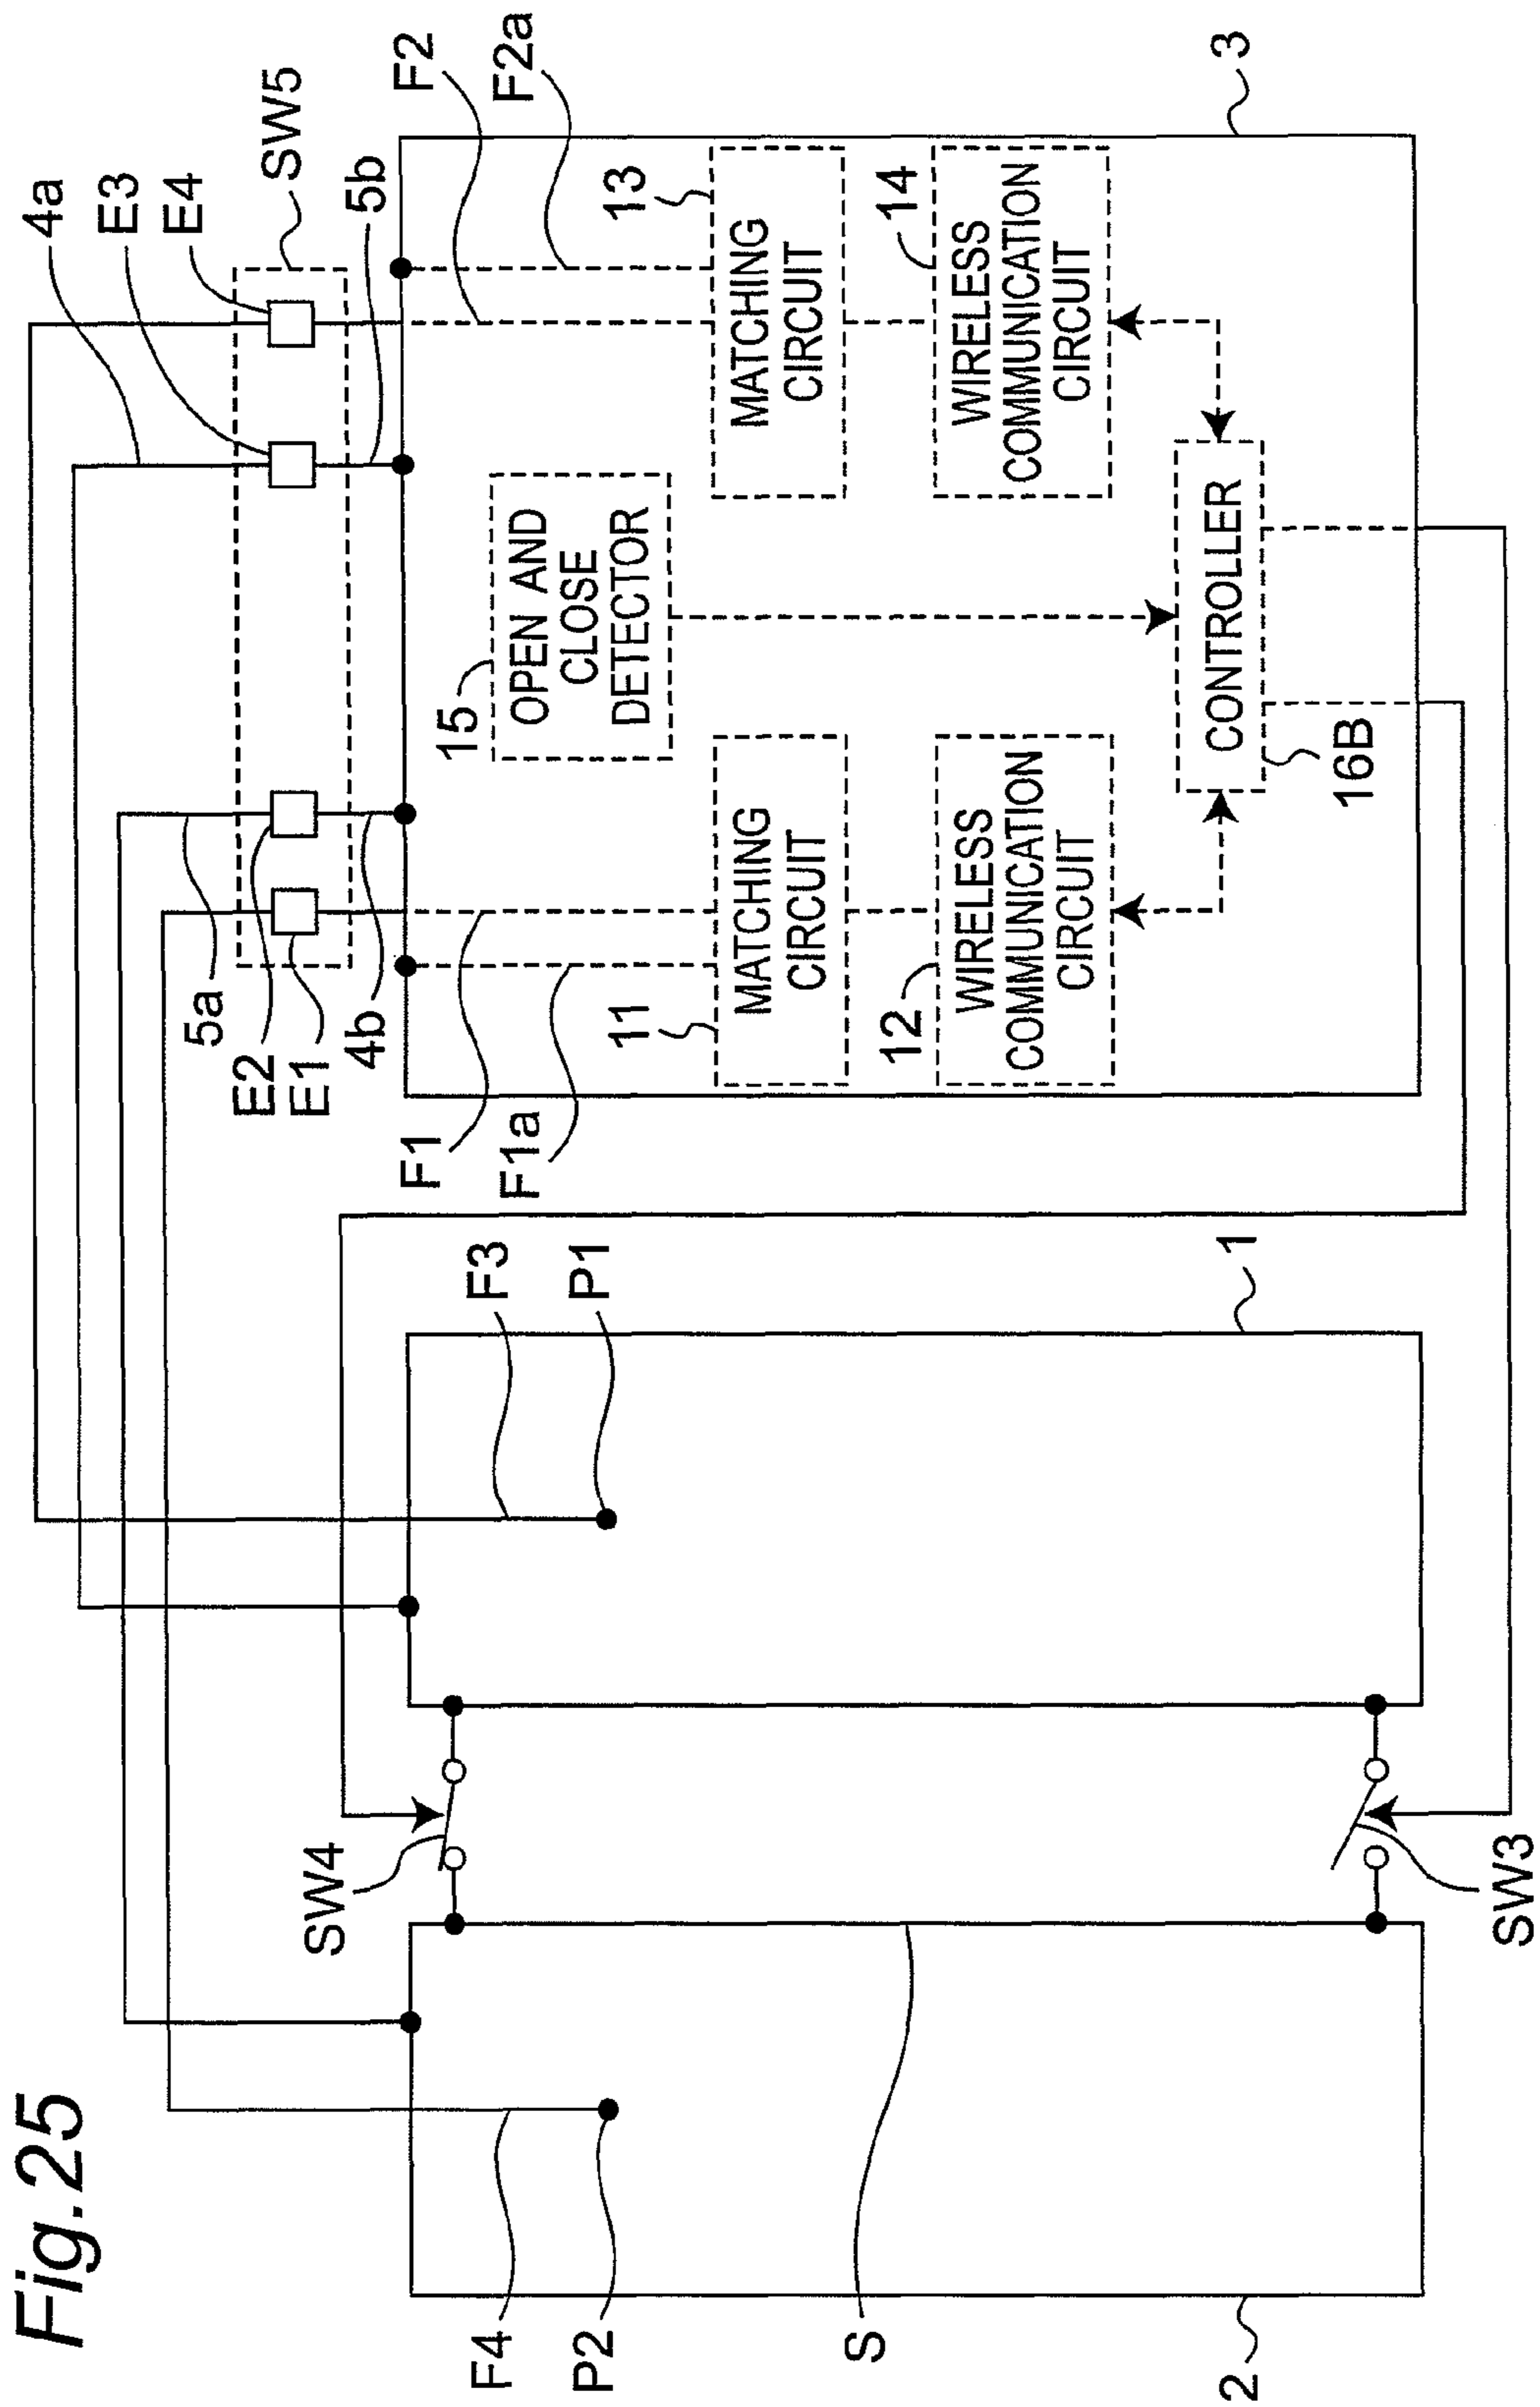 Fig.25
4a
E3
E4
SW5
F2
F2a
5b
3
5a
E2
E1
4b
F1
F1a
15
OPEN AND
CLOSE
DETECTOR
13
MATCHING
CIRCUIT
14
WIRELESS
COMMUNICATION
CIRCUIT
11
MATCHING
CIRCUIT
12
WIRELESS
COMMUNICATION
CIRCUIT
CONTROLLER
16B
F3
P1
1
SW4
SW3
F4
P2
S
2